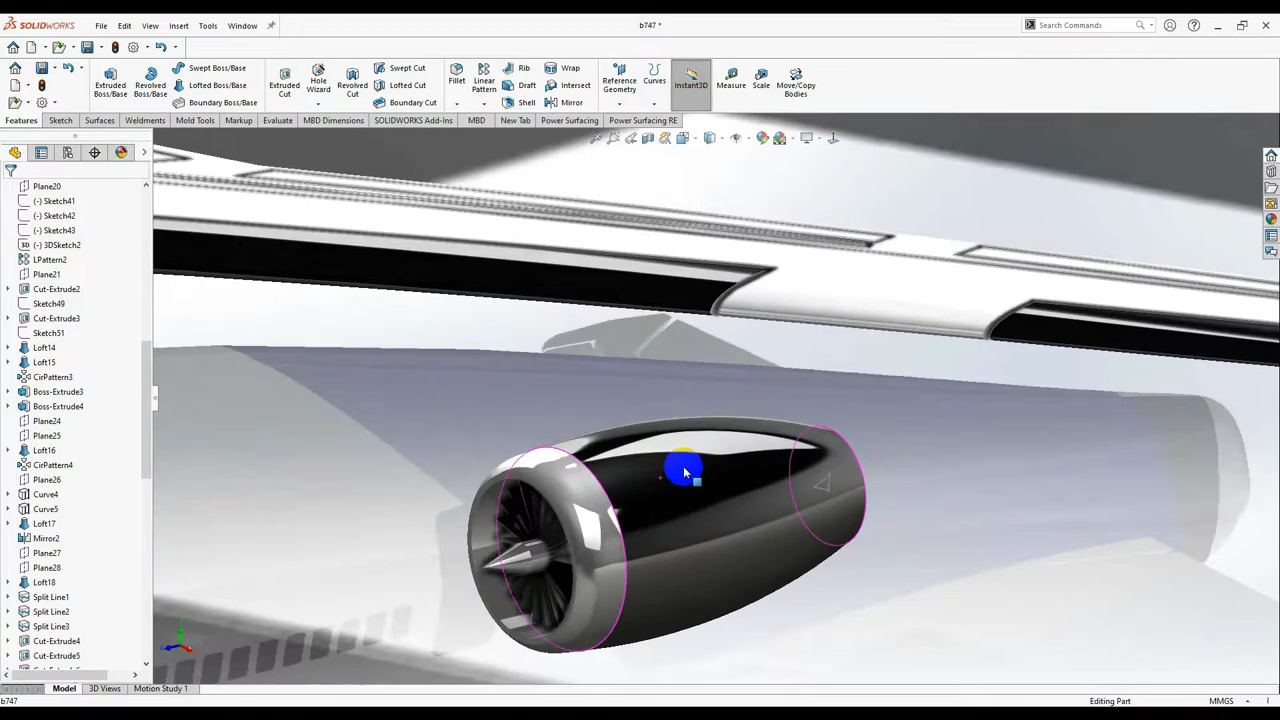 SOLIDWORKS File Edit View Insert Tools Window b747 * Search Commands
Extruded Boss/Base
Revolved Boss/Base
Swept Boss/Base
Lofted Boss/Base
Boundary Boss/Base
Extruded Cut
Hole Wizard
Revolved Cut
Swept Cut
Lofted Cut
Boundary Cut
Fillet
Linear Pattern
Rib
Draft
Shell
Wrap
Intersect
Mirror
Reference Geometry
Curves
Instant3D
Measure
Scale
Move/Copy Bodies
Features Sketch Surfaces Weldments Mold Tools Markup Evaluate MBD Dimensions SOLIDWORKS Add-Ins MBD New Tab Power Surfacing Power Surfacing RE
Plane20
(-) Sketch41
(-) Sketch42
(-) Sketch43
(-) 3DSketch2
LPattern2
Plane21
Cut-Extrude2
Sketch49
Cut-Extrude3
Sketch51
Loft14
Loft15
CirPattern3
Boss-Extrude3
Boss-Extrude4
Plane24
Plane25
Loft16
CirPattern4
Plane26
Curve4
Curve5
Loft17
Mirror2
Plane27
Plane28
Loft18
Split Line1
Split Line2
Split Line3
Cut-Extrude4
Cut-Extrude5
Model 3D Views Motion Study 1
b747 Editing Part MMGS